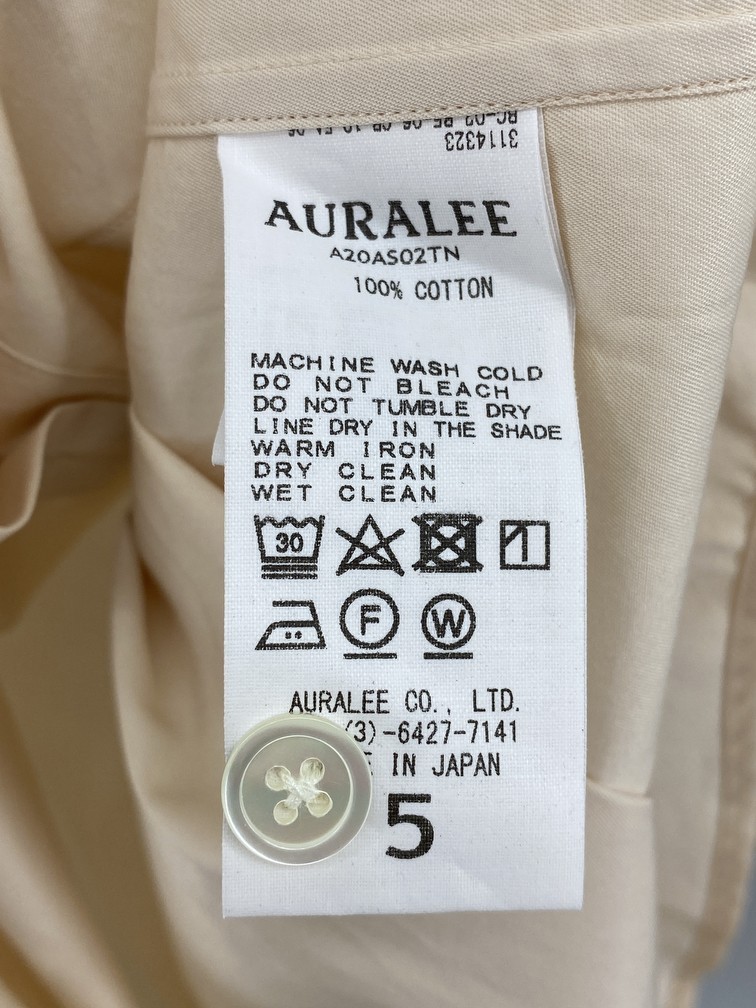 3114323
AURALEE
A20AS02TN
100% COTTON
MACHINE WASH COLD
DO NOT BLEACH
DO NOT TUMBLE DRY
LINE DRY IN THE SHADE
WARM IRON
DRY CLEAN
WET CLEAN
30
F W
AURALEE CO., LTD.
(3)-6427-7141
IN JAPAN
5